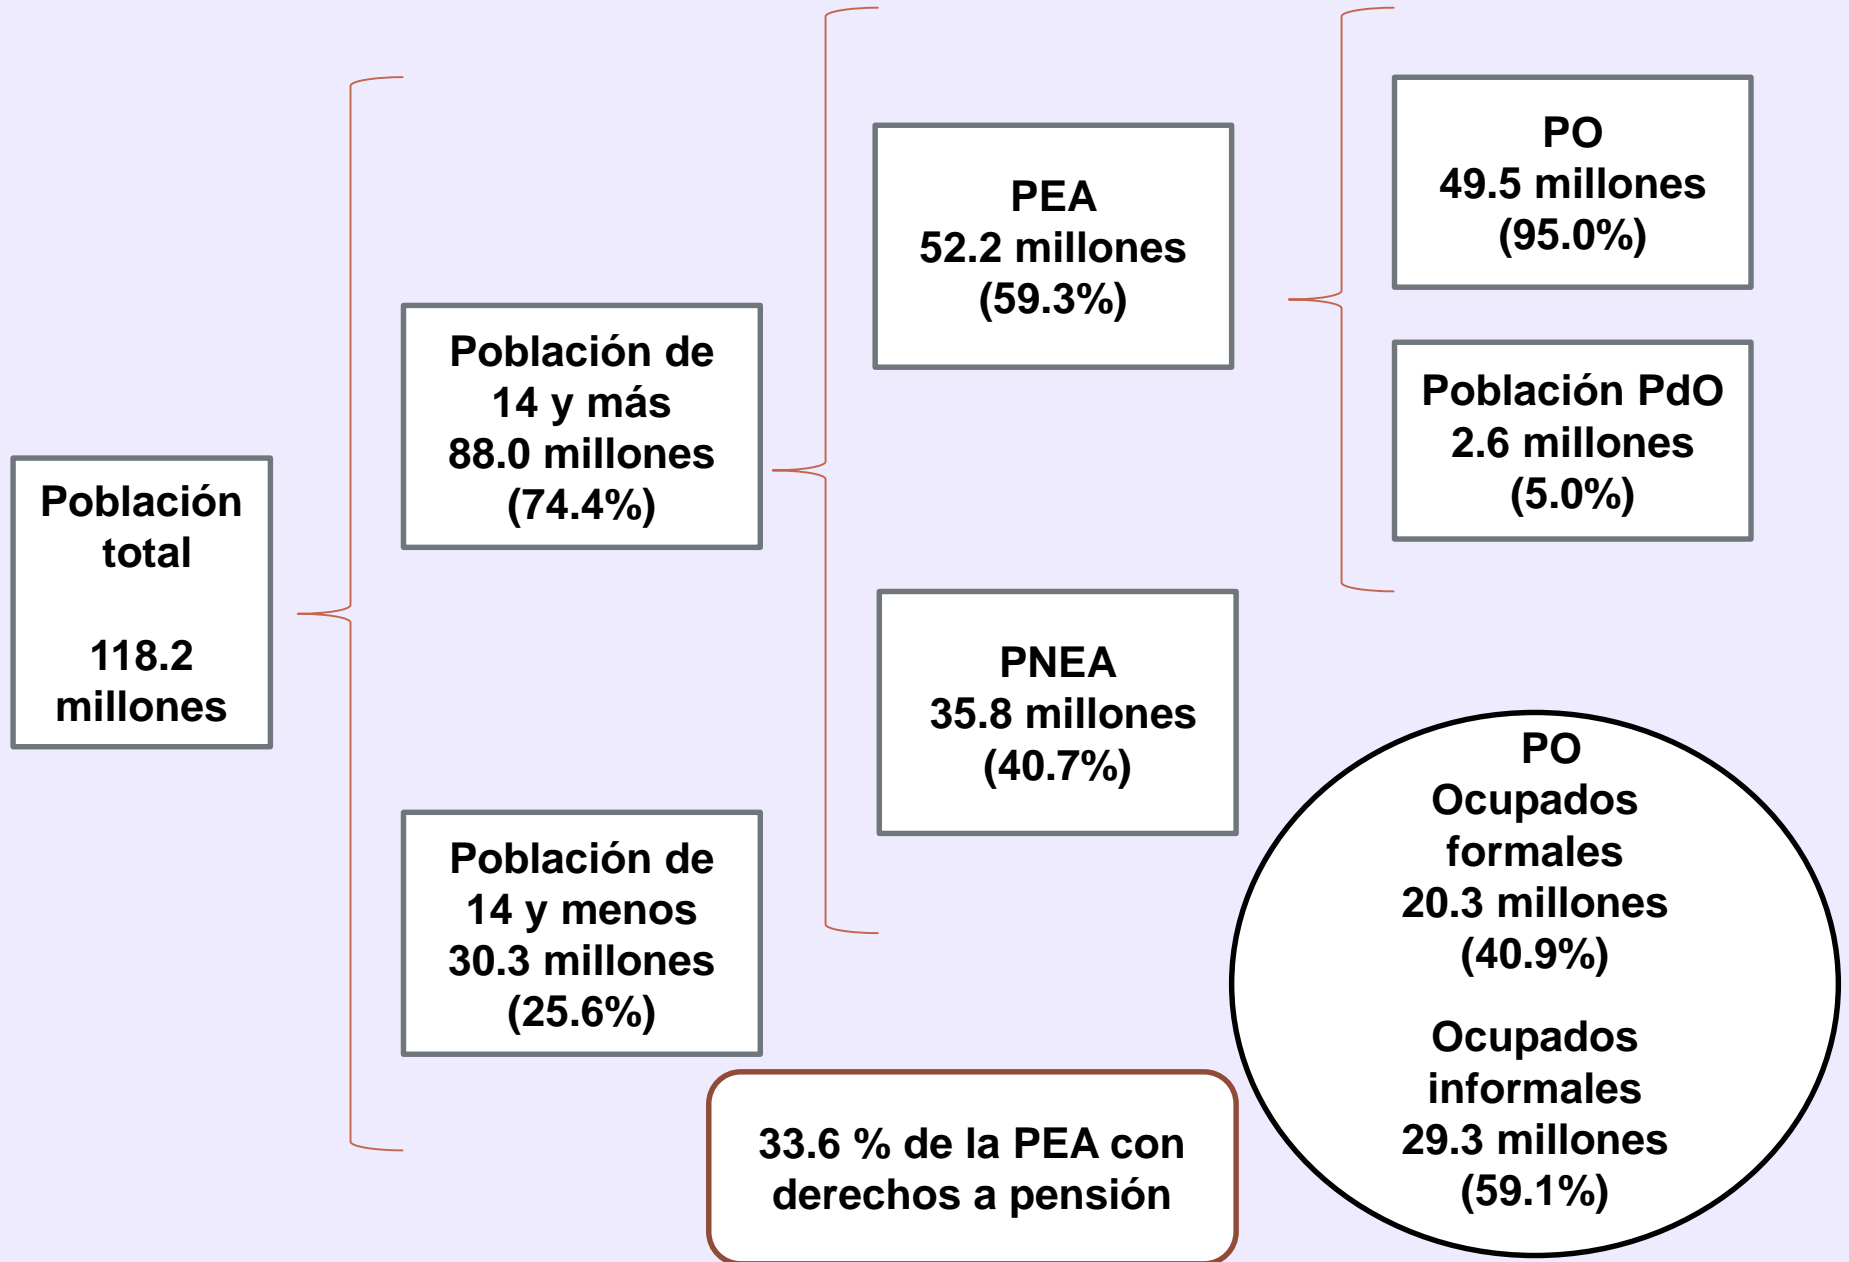 Población
total
118.2
millones
Población de
14 y más
88.0 millones
(74.4%)
Población de
14 y menos
30.3 millones
(25.6%)
PEA
52.2 millones
(59.3%)
PNEA
35.8 millones
(40.7%)
PO
49.5 millones
(95.0%)
Población PdO
2.6 millones
(5.0%)
PO
Ocupados
formales
20.3 millones
(40.9%)
Ocupados
informales
29.3 millones
(59.1%)
33.6 % de la PEA con
derechos a pensión